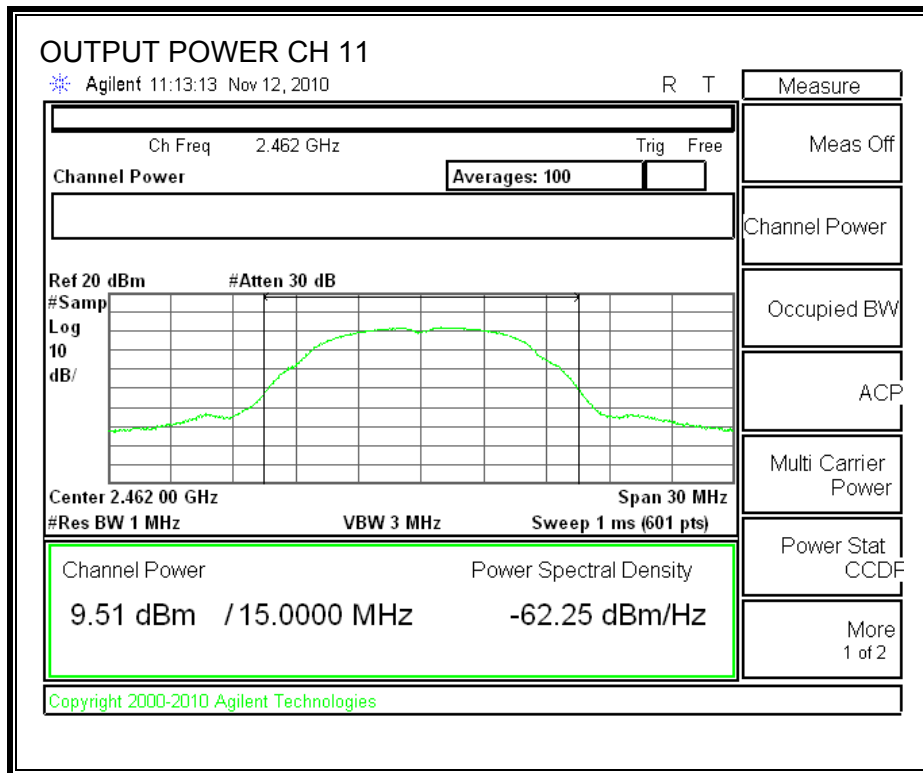 OUTPUT POWER CH 11
Agilent 11:13:13 Nov 12, 2010 R T
Measure
Ch Freq 2.462 GHz Trig Free
Meas Off
Channel Power Averages: 100
Channel Power
Ref 20 dBm #Atten 30 dB
#Samp
Log
10
dB/
Occupied BW
ACP
Multi Carrier
Power
Center 2.462 00 GHz Span 30 MHz
#Res BW 1 MHz VBW 3 MHz Sweep 1 ms (601 pts)
Power Stat
CCDF
Channel Power Power Spectral Density
9.51 dBm / 15.0000 MHz -62.25 dBm/Hz
More
1 of 2
Copyright 2000-2010 Agilent Technologies